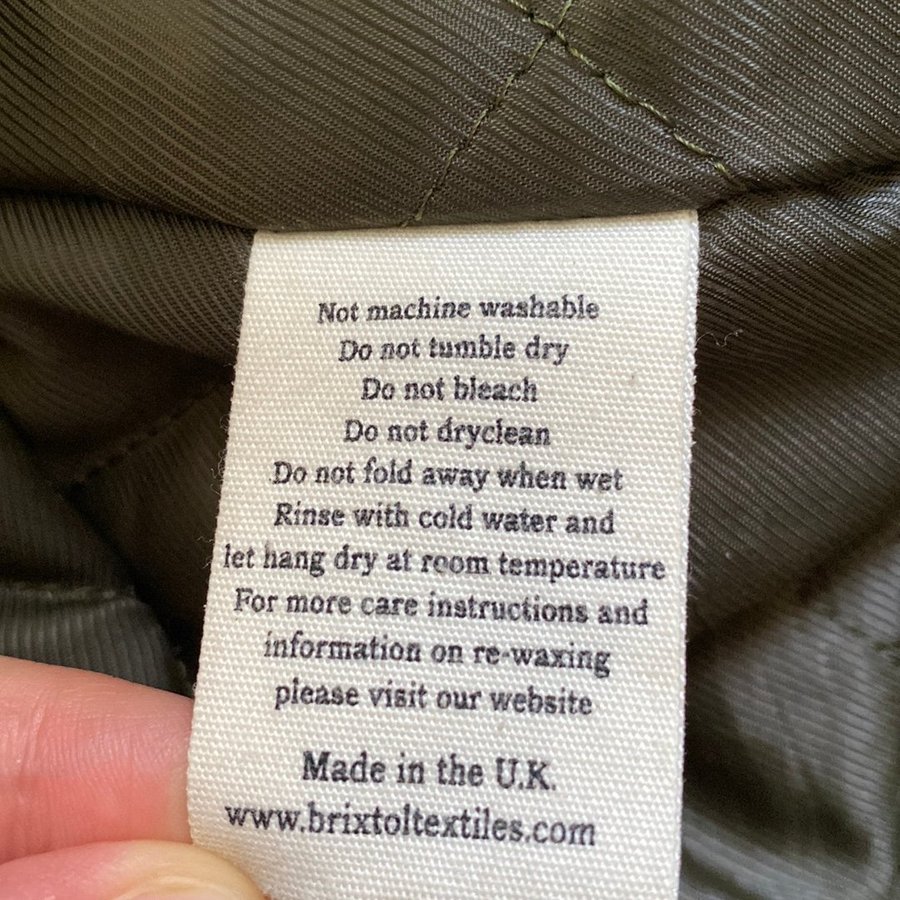 Not machine washable
Do not tumble dry
Do not bleach
Do not dryclean
Do not fold away when wet
Rinse with cold water and
let hang dry at room temperature
For more care instructions and
information on re-waxing
please visit our website
Made in the U.K.
www.brixtoltextiles.com